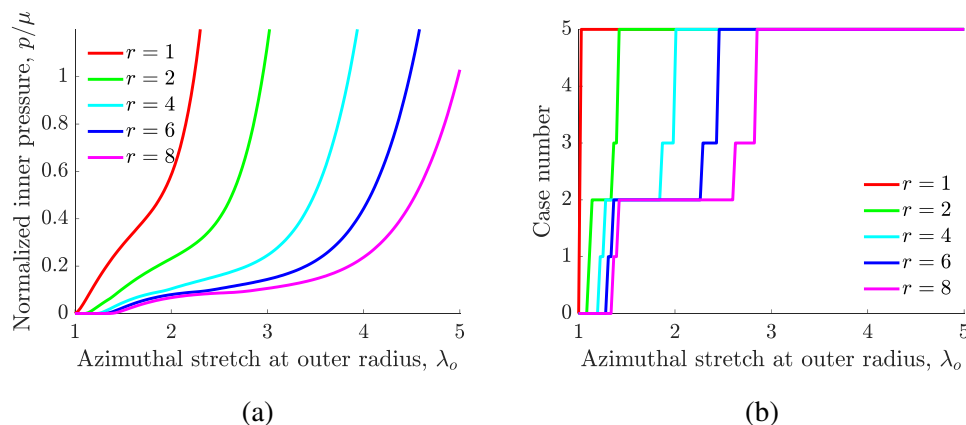 Normalized inner pressure, p/μ
1
0.8
0.6
0.4
0.2
0
r = 1
r = 2
r = 4
r = 6
r = 8
1 2 3 4 5
Azimuthal stretch at outer radius, λₒ
(a)
Case number
5
4
3
2
1
0
r = 1
r = 2
r = 4
r = 6
r = 8
1 2 3 4 5
Azimuthal stretch at outer radius, λₒ
(b)